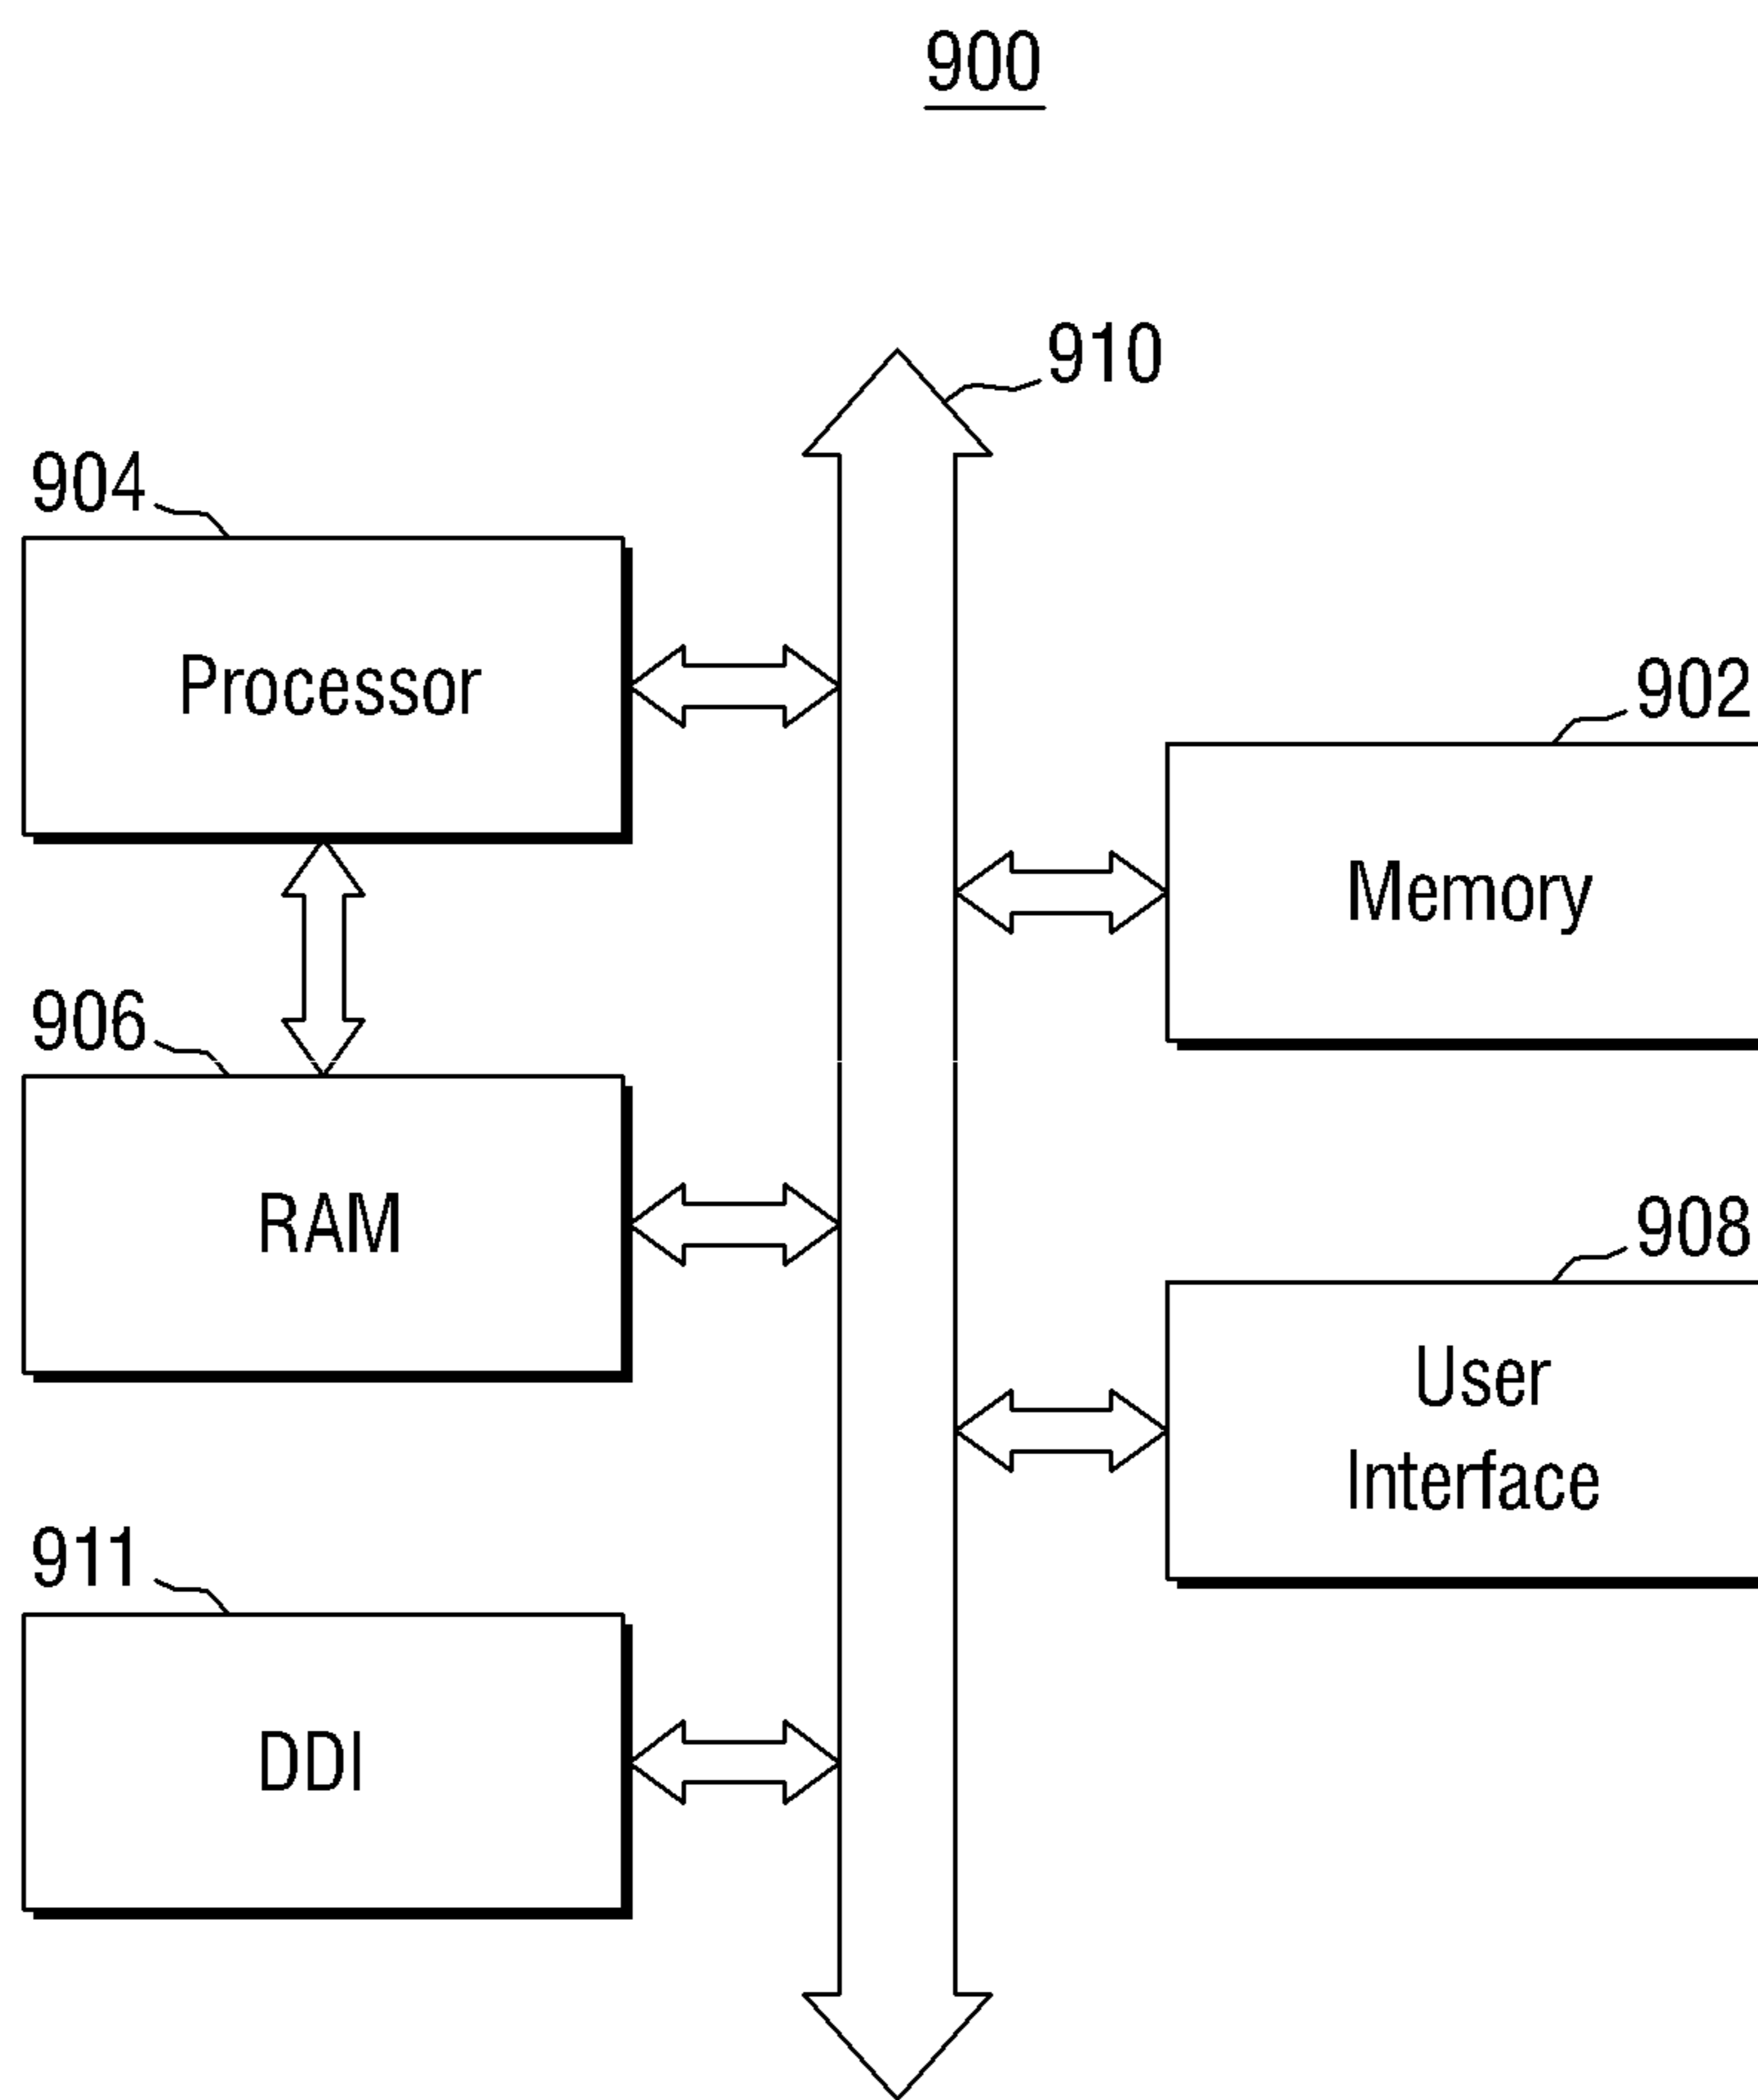 900
910
904
Processor
902
Memory
906
RAM
908
User
Interface
911
DDI